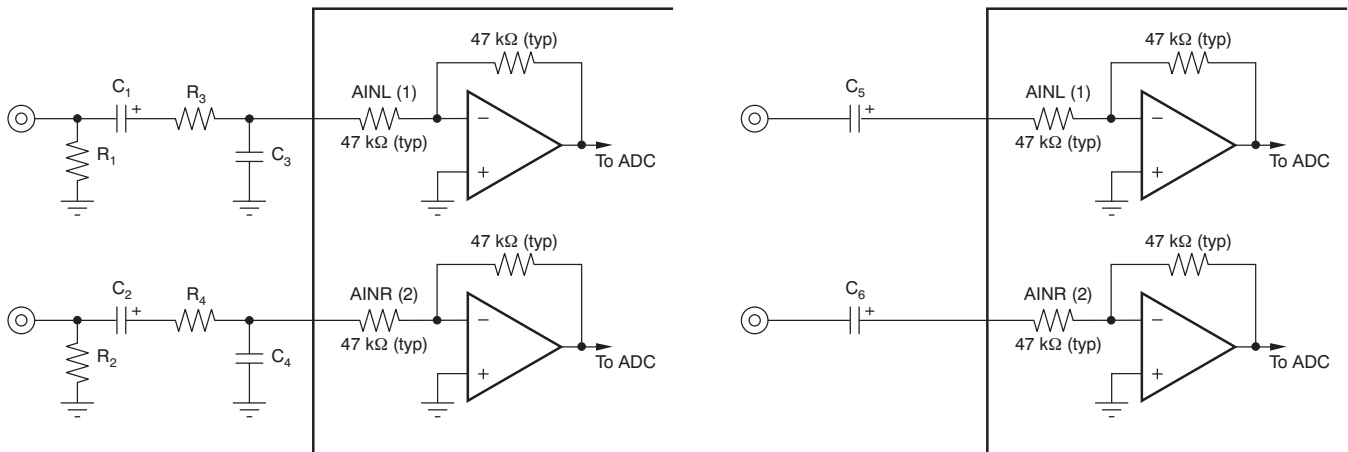 47 kΩ (typ)
C1
+
R3
AINL (1)
47 kΩ (typ)
R1
C3
−
+
To ADC
47 kΩ (typ)
C2
+
R4
AINR (2)
47 kΩ (typ)
R2
C4
−
+
To ADC
47 kΩ (typ)
C5
+
AINL (1)
47 kΩ (typ)
−
+
To ADC
47 kΩ (typ)
C6
+
AINR (2)
47 kΩ (typ)
−
+
To ADC